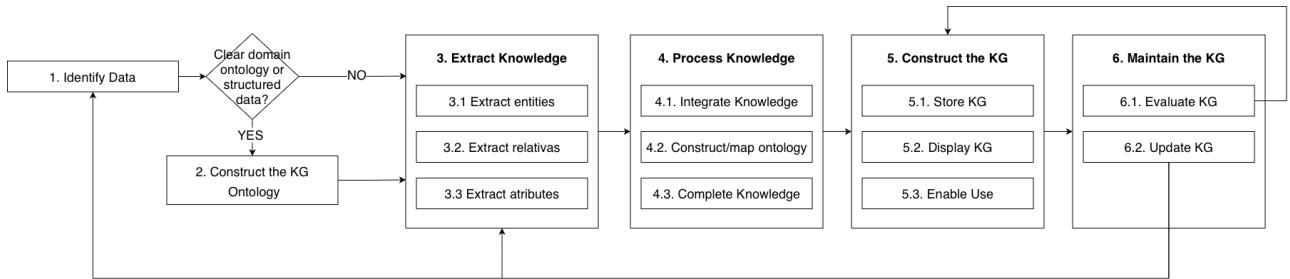 1. Identify Data
Clear domain
ontology or
structured
data?
NO
YES
2. Construct the KG
Ontology
3. Extract Knowledge
3.1 Extract entities
3.2. Extract relativas
3.3 Extract atributes
4. Process Knowledge
4.1. Integrate Knowledge
4.2. Construct/map ontology
4.3. Complete Knowledge
5. Construct the KG
5.1. Store KG
5.2. Display KG
5.3. Enable Use
6. Maintain the KG
6.1. Evaluate KG
6.2. Update KG